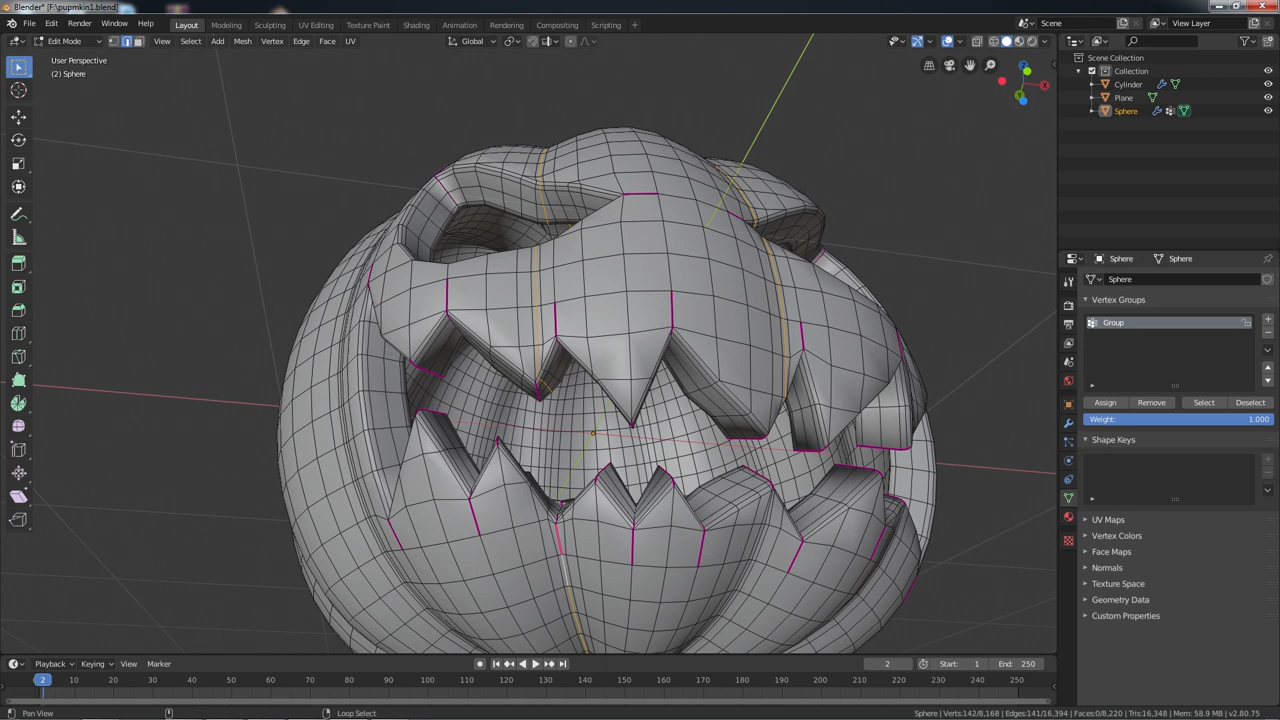 Blender* [F:\pupmkin1.blend]
File Edit Render Window Help Layout Modeling Sculpting UV Editing Texture Paint Shading Animation Rendering Compositing Scripting Scene View Layer
Edit Mode View Select Add Mesh Vertex Edge Face UV Global
User Perspective
(2) Sphere
Z
X
Y
Scene Collection
Collection
Cylinder
Plane
Sphere
Sphere Sphere
Sphere
Vertex Groups
Group
Assign Remove Select Deselect
Weight: 1.000
Shape Keys
UV Maps
Vertex Colors
Face Maps
Normals
Texture Space
Geometry Data
Custom Properties
Playback Keying View Marker 2 Start: 1 End: 250
2 10 20 30 40 50 60 70 80 90 100 110 120 130 140 150 160 170 180 190 200 210 220 230 240 250
Pan View Loop Select Sphere | Verts:142/8,168 | Edges:141/16,394 | Faces:0/8,220 | Tris:16,348 | Mem: 58.9 MB | v2.80.75